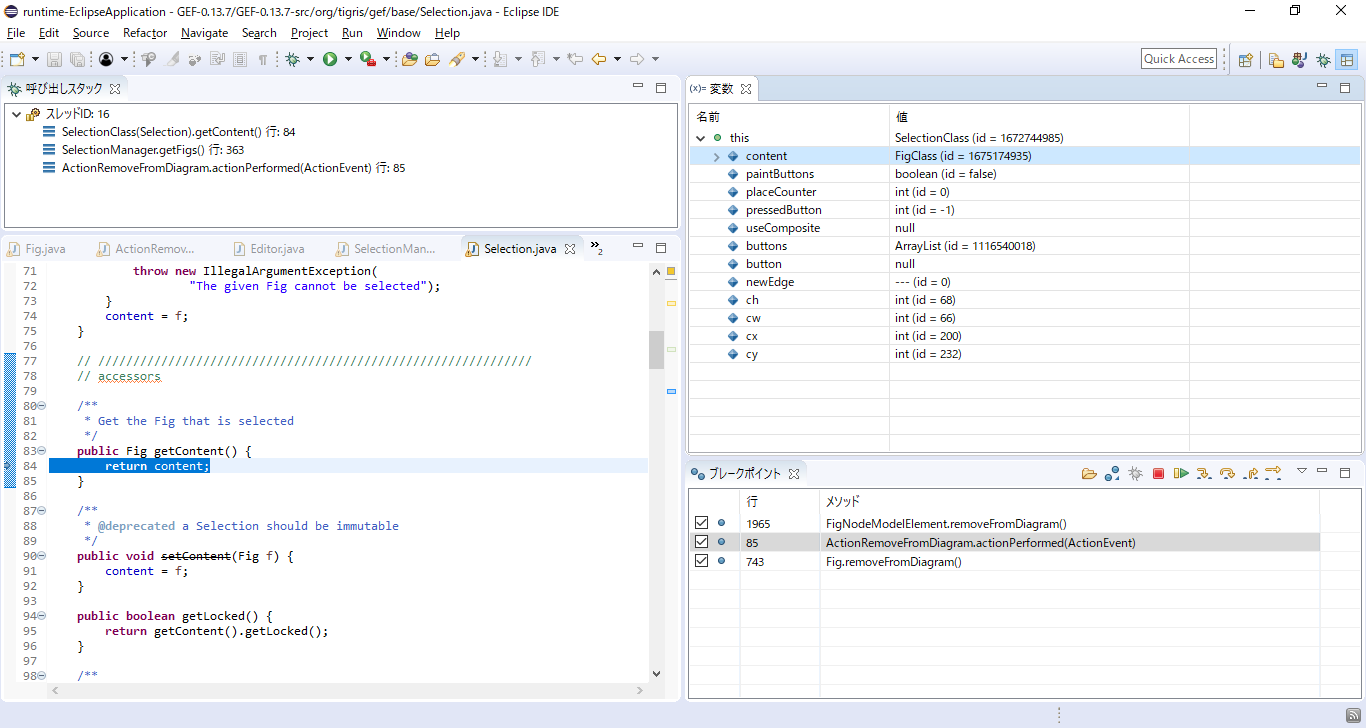 runtime-EclipseApplication - GEF-0.13.7/GEF-0.13.7-src/org/tigris/gef/base/Selection.java - Eclipse IDE
File Edit Source Refactor Navigate Search Project Run Window Help
Quick Access
呼び出しスタック
スレッドID: 16
SelectionClass(Selection).getContent() 行: 84
SelectionManager.getFigs() 行: 363
ActionRemoveFromDiagram.actionPerformed(ActionEvent) 行: 85
Fig.java ActionRemov... Editor.java SelectionMan... Selection.java »2
71 throw new IllegalArgumentException(
72 "The given Fig cannot be selected");
73 }
74 content = f;
75 }
76
77 // //////////////////////////////////////////////////////////////
78 // accessors
79
80 /**
81 * Get the Fig that is selected
82 */
83 public Fig getContent() {
84 return content;
85 }
86
87 /**
88 * @deprecated a Selection should be immutable
89 */
90 public void setContent(Fig f) {
91 content = f;
92 }
93
94 public boolean getLocked() {
95 return getContent().getLocked();
96 }
97
98 /**
(x)= 変数
名前 値
this SelectionClass (id = 1672744985)
content FigClass (id = 1675174935)
paintButtons boolean (id = false)
placeCounter int (id = 0)
pressedButton int (id = -1)
useComposite null
buttons ArrayList (id = 1116540018)
button null
newEdge --- (id = 0)
ch int (id = 68)
cw int (id = 66)
cx int (id = 200)
cy int (id = 232)
ブレークポイント
行 メソッド
1965 FigNodeModelElement.removeFromDiagram()
85 ActionRemoveFromDiagram.actionPerformed(ActionEvent)
743 Fig.removeFromDiagram()